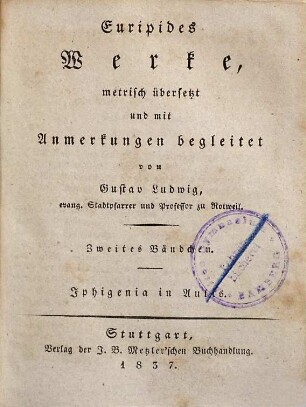 Euripides
Werke,
metrisch übersetzt
und mit
Anmerkungen begleitet
von
Gustav Ludwig,
evang. Stadtpfarrer und Professor zu Rotweil.
Zweites Bändchen.
Iphigenia in Aulis.
Stuttgart,
Verlag der J. B. Metzler'schen Buchhandlung.
1837.